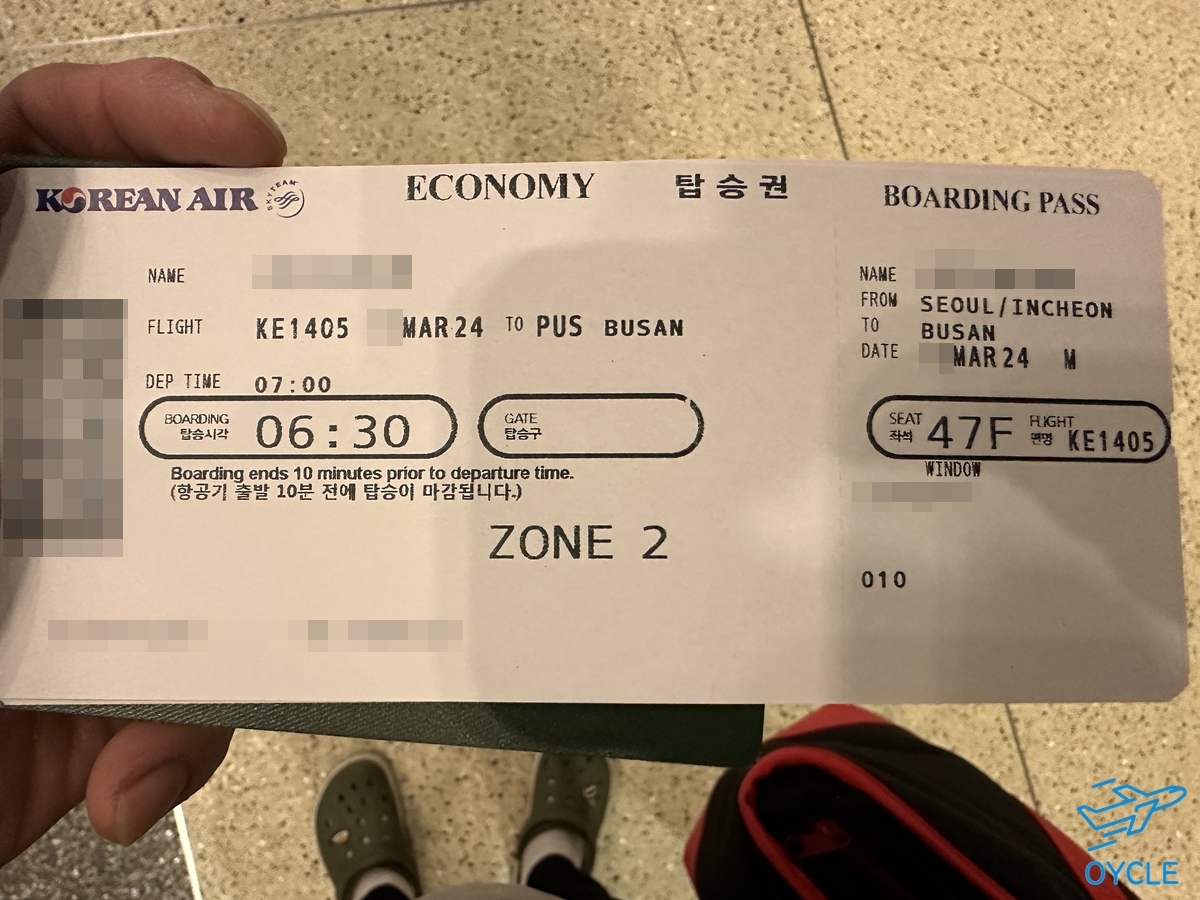 KOREAN AIR SKYTEAM ECONOMY 탑승권 BOARDING PASS
NAME
FLIGHT KE1405 MAR 24 TO PUS BUSAN
DEP TIME 07:00
BOARDING
탑승시각
06:30
GATE
탑승구
Boarding ends 10 minutes prior to departure time.
(항공기 출발 10분 전에 탑승이 마감됩니다.)
ZONE 2
NAME
FROM SEOUL/INCHEON
TO BUSAN
DATE MAR 24 M
SEAT
좌석
47F
FLIGHT
편명
KE1405
WINDOW
010
OYCLE